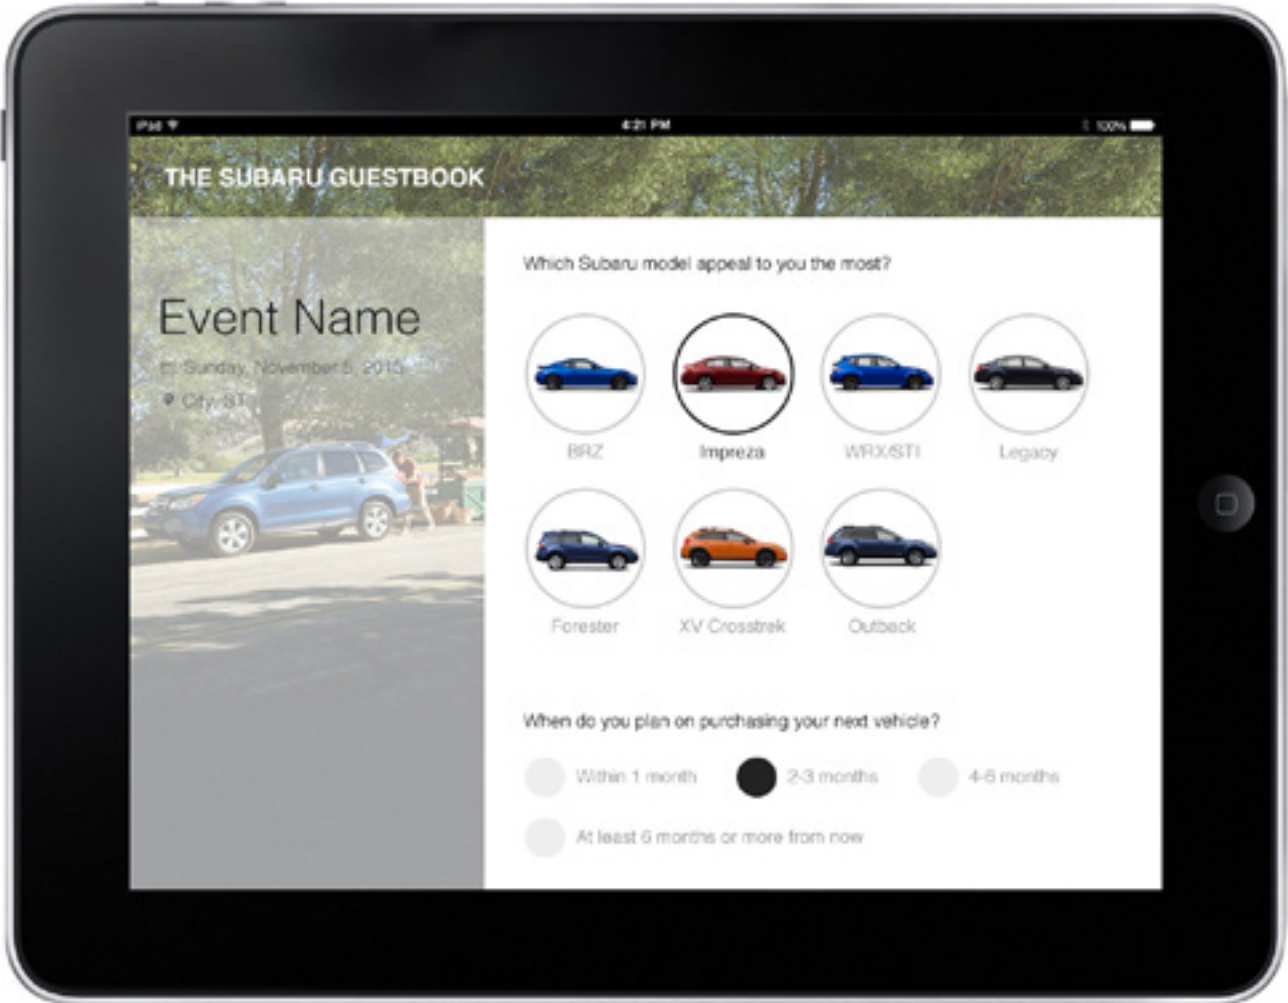 iPad
4:21 PM
100%
THE SUBARU GUESTBOOK
Event Name
Sunday, November 5, 2015
City, ST
Which Subaru model appeal to you the most?
BRZ
Impreza
WRX/STI
Legacy
Forester
XV Crosstrek
Outback
When do you plan on purchasing your next vehicle?
Within 1 month
2-3 months
4-6 months
At least 6 months or more from now